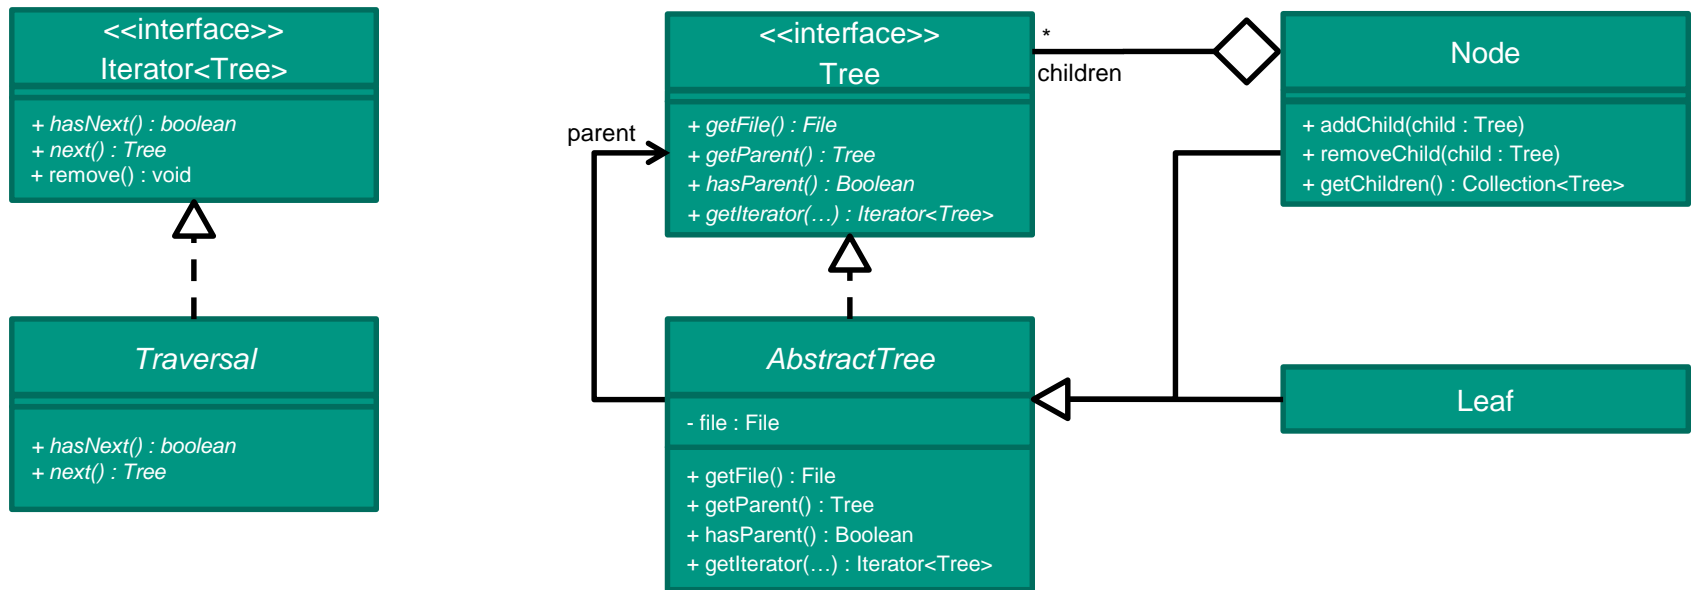 <<interface>>
Iterator<Tree>
+ hasNext() : boolean
+ next() : Tree
+ remove() : void
Traversal
+ hasNext() : boolean
+ next() : Tree
<<interface>>
Tree
+ getFile() : File
+ getParent() : Tree
+ hasParent() : Boolean
+ getIterator(…) : Iterator<Tree>
parent
*
children
AbstractTree
- file : File
+ getFile() : File
+ getParent() : Tree
+ hasParent() : Boolean
+ getIterator(…) : Iterator<Tree>
Node
+ addChild(child : Tree)
+ removeChild(child : Tree)
+ getChildren() : Collection<Tree>
Leaf